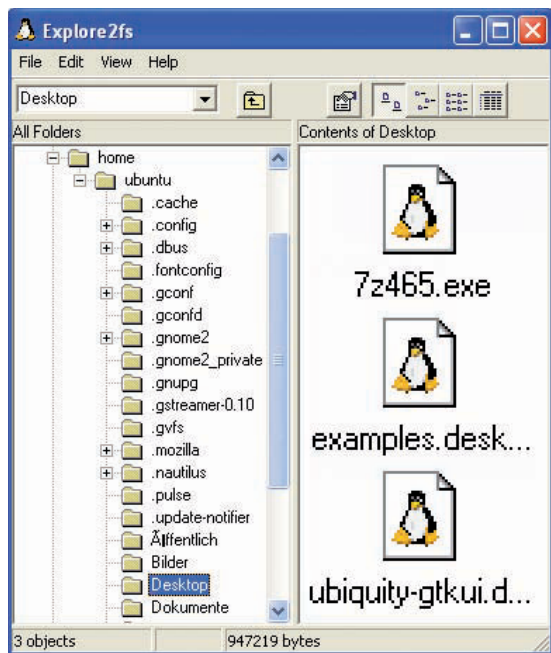 Explore2fs
File Edit View Help
Desktop
All Folders
Contents of Desktop
home
ubuntu
.cache
.config
.dbus
.fontconfig
.gconf
.gconfd
.gnome2
.gnome2_private
.gnupg
.gstreamer-0.10
.gvfs
.mozilla
.nautilus
.pulse
.update-notifier
Ã¶ffentlich
Bilder
Desktop
Dokumente
7z465.exe
examples.desk...
ubiquity-gtkui.d...
3 objects
947219 bytes